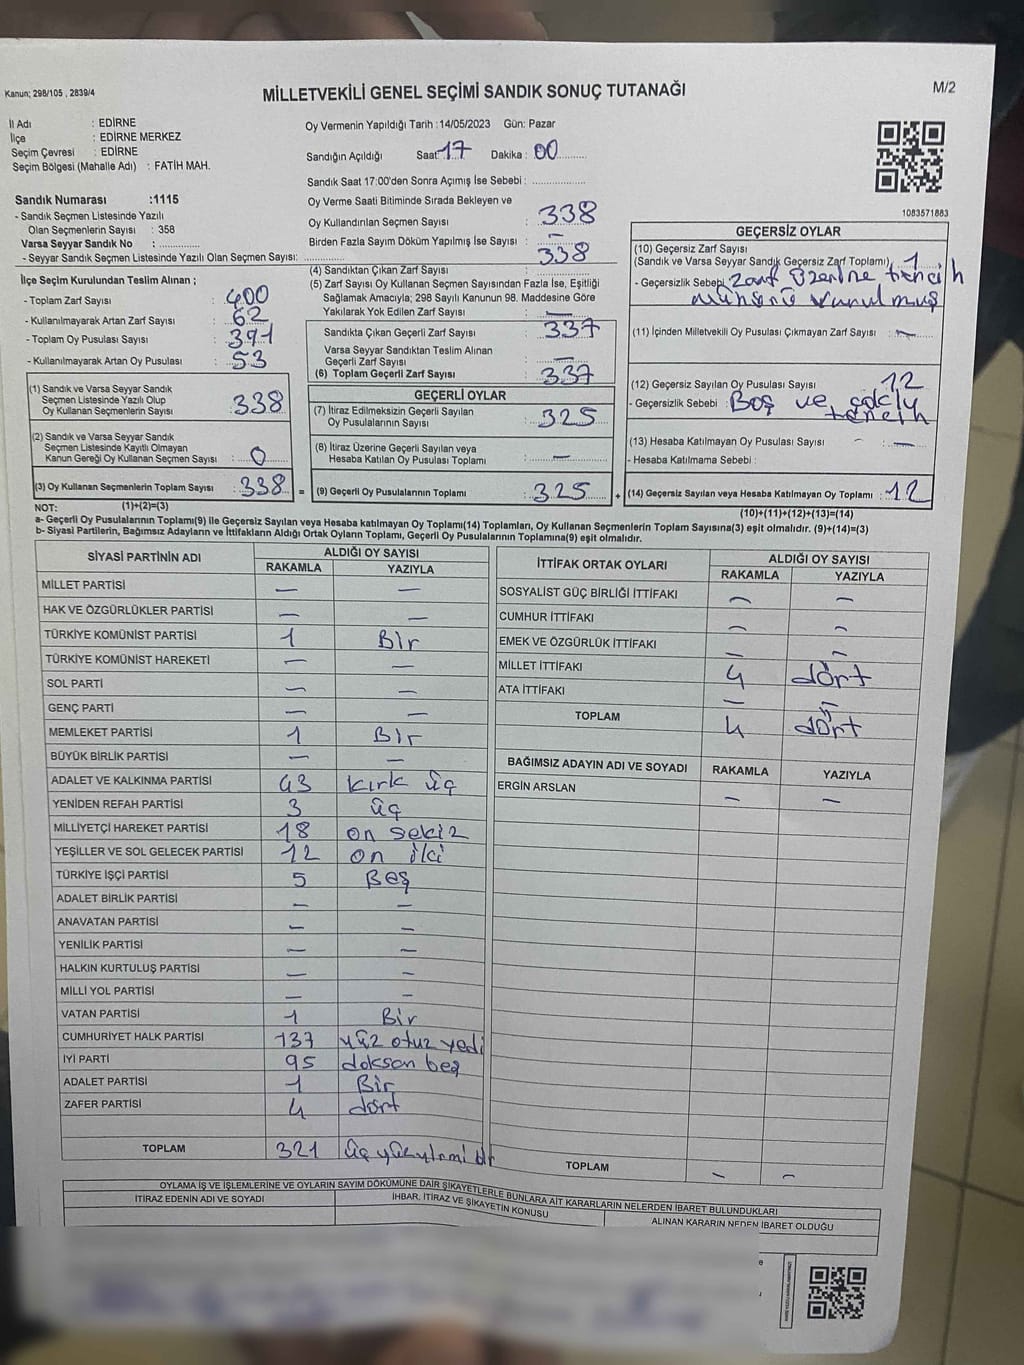 Kanun; 298/105 , 2839/4
MİLLETVEKİLİ GENEL SEÇİMİ SANDIK SONUÇ TUTANAĞI
M/2
İl Adı : EDİRNE
İlçe : EDİRNE MERKEZ
Seçim Çevresi : EDİRNE
Seçim Bölgesi (Mahalle Adı) : FATİH MAH.
Sandık Numarası :1115
- Sandık Seçmen Listesinde Yazılı
Olan Seçmenlerin Sayısı : 358
Varsa Seyyar Sandık No : ..............
- Seyyar Sandık Seçmen Listesinde Yazılı Olan Seçmen Sayısı: ..............
İlçe Seçim Kurulundan Teslim Alınan ;
- Toplam Zarf Sayısı : 400
- Kullanılmayarak Artan Zarf Sayısı : 62
- Toplam Oy Pusulası Sayısı : 391
- Kullanılmayarak Artan Oy Pusulası : 53
(1) Sandık ve Varsa Seyyar Sandık
Seçmen Listesinde Yazılı Olup
Oy Kullanan Seçmenlerin Sayısı : 338
(2) Sandık ve Varsa Seyyar Sandık
Seçmen Listesinde Kayıtlı Olmayan
Kanun Gereği Oy Kullanan Seçmen Sayısı : 0
(3) Oy Kullanan Seçmenlerin Toplam Sayısı : 338 =
Oy Vermenin Yapıldığı Tarih :14/05/2023 Gün: Pazar
Sandığın Açıldığı Saat 17 Dakika : 00
Sandık Saat 17:00'den Sonra Açımış İse Sebebi : ..............
Oy Verme Saati Bitiminde Sırada Bekleyen ve
Oy Kullandırılan Seçmen Sayısı : 338
Birden Fazla Sayım Döküm Yapılmış İse Sayısı : –
(4) Sandıktan Çıkan Zarf Sayısı : 338
(5) Zarf Sayısı Oy Kullanan Seçmen Sayısından Fazla İse, Eşitliği
Sağlamak Amacıyla; 298 Sayılı Kanunun 98. Maddesine Göre
Yakılarak Yok Edilen Zarf Sayısı : –
Sandıkta Çıkan Geçerli Zarf Sayısı : 337
Varsa Seyyar Sandıktan Teslim Alınan
Geçerli Zarf Sayısı : –
(6) Toplam Geçerli Zarf Sayısı : 337
GEÇERLİ OYLAR
(7) İtiraz Edilmeksizin Geçerli Sayılan
Oy Pusulalarının Sayısı : 325
(8) İtiraz Üzerine Geçerli Sayılan veya
Hesaba Katılan Oy Pusulası Toplamı : –
(9) Geçerli Oy Pusulalarının Toplamı : 325 +
1083571883
GEÇERSİZ OYLAR
(10) Geçersiz Zarf Sayısı
(Sandık ve Varsa Seyyar Sandık Geçersiz Zarf Toplamı) : 1
- Geçersizlik Sebebi : Zarf Üzerine tercih
mührünü vurulmuş
(11) İçinden Milletvekili Oy Pusulası Çıkmayan Zarf Sayısı : –
(12) Geçersiz Sayılan Oy Pusulası Sayısı : 12
- Geçersizlik Sebebi : Boş ve çoklu
tercih
(13) Hesaba Katılmayan Oy Pusulası Sayısı : –
- Hesaba Katılmama Sebebi :
(14) Geçersiz Sayılan veya Hesaba Katılmayan Oy Toplamı : 12
NOT: (1)+(2)=(3) (10)+(11)+(12)+(13)=(14)
a- Geçerli Oy Pusulalarının Toplamı(9) ile Geçersiz Sayılan veya Hesaba katılmayan Oy Toplamı(14) Toplamları, Oy Kullanan Seçmenlerin Toplam Sayısına(3) eşit olmalıdır. (9)+(14)=(3)
b- Siyasi Partilerin, Bağımsız Adayların ve İttifakların Aldığı Ortak Oyların Toplamı, Geçerli Oy Pusulalarının Toplamına(9) eşit olmalıdır.
SİYASİ PARTİNİN ADI ALDIĞI OY SAYISI
RAKAMLA YAZIYLA
MİLLET PARTİSİ – –
HAK VE ÖZGÜRLÜKLER PARTİSİ – –
TÜRKİYE KOMÜNİST PARTİSİ 1 Bir
TÜRKİYE KOMÜNİST HAREKETİ – –
SOL PARTİ – –
GENÇ PARTİ – –
MEMLEKET PARTİSİ 1 Bir
BÜYÜK BİRLİK PARTİSİ – –
ADALET VE KALKINMA PARTİSİ 43 kırk üç
YENİDEN REFAH PARTİSİ 3 üç
MİLLİYETÇİ HAREKET PARTİSİ 18 on sekiz
YEŞİLLER VE SOL GELECEK PARTİSİ 12 on iki
TÜRKİYE İŞÇİ PARTİSİ 5 Beş
ADALET BİRLİK PARTİSİ – –
ANAVATAN PARTİSİ – –
YENİLİK PARTİSİ – –
HALKIN KURTULUŞ PARTİSİ – –
MİLLİ YOL PARTİSİ – –
VATAN PARTİSİ 1 Bir
CUMHURİYET HALK PARTİSİ 137 yüz otuz yedi
İYİ PARTİ 95 doksan beş
ADALET PARTİSİ 1 Bir
ZAFER PARTİSİ 4 dört
TOPLAM 321 üç yüz yirmi bir
İTTİFAK ORTAK OYLARI ALDIĞI OY SAYISI
RAKAMLA YAZIYLA
SOSYALİST GÜÇ BİRLİĞİ İTTİFAKI – –
CUMHUR İTTİFAKI – –
EMEK VE ÖZGÜRLÜK İTTİFAKI – –
MİLLET İTTİFAKI 4 dört
ATA İTTİFAKI – –
TOPLAM 4 dört
BAĞIMSIZ ADAYIN ADI VE SOYADI RAKAMLA YAZIYLA
ERGİN ARSLAN – –
TOPLAM – –
OYLAMA İŞ VE İŞLEMLERİNE VE OYLARIN SAYIM DÖKÜMÜNE DAİR ŞİKAYETLERLE BUNLARA AİT KARARLARIN NELERDEN İBARET BULUNDUKLARI
İTİRAZ EDENİN ADI VE SOYADI
İHBAR, İTİRAZ VE ŞİKAYETİN KONUSU
ALINAN KARARIN NEDEN İBARET OLDUĞU